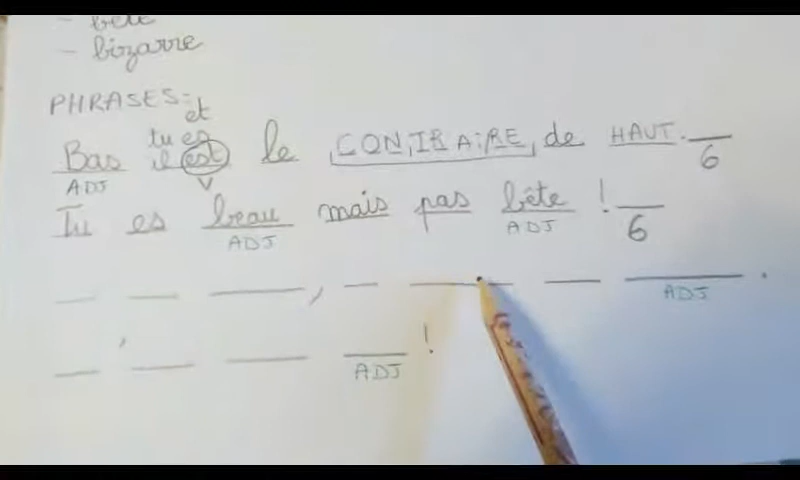 - bête
- bizarre
PHRASES:
et
tu es
Bas il est le CONTRAIRE de HAUT. 6
ADJ V
Tu es beau mais pas bête ! 6
ADJ ADJ
, .
ADJ
' !
ADJ